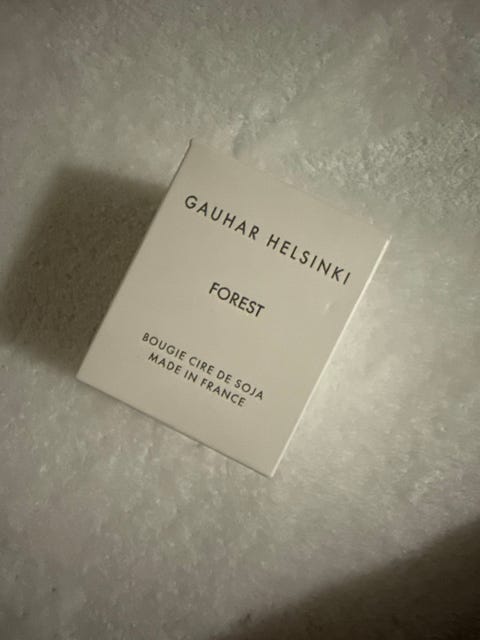 GAUHAR HELSINKI
FOREST
BOUGIE CIRE DE SOJA
MADE IN FRANCE